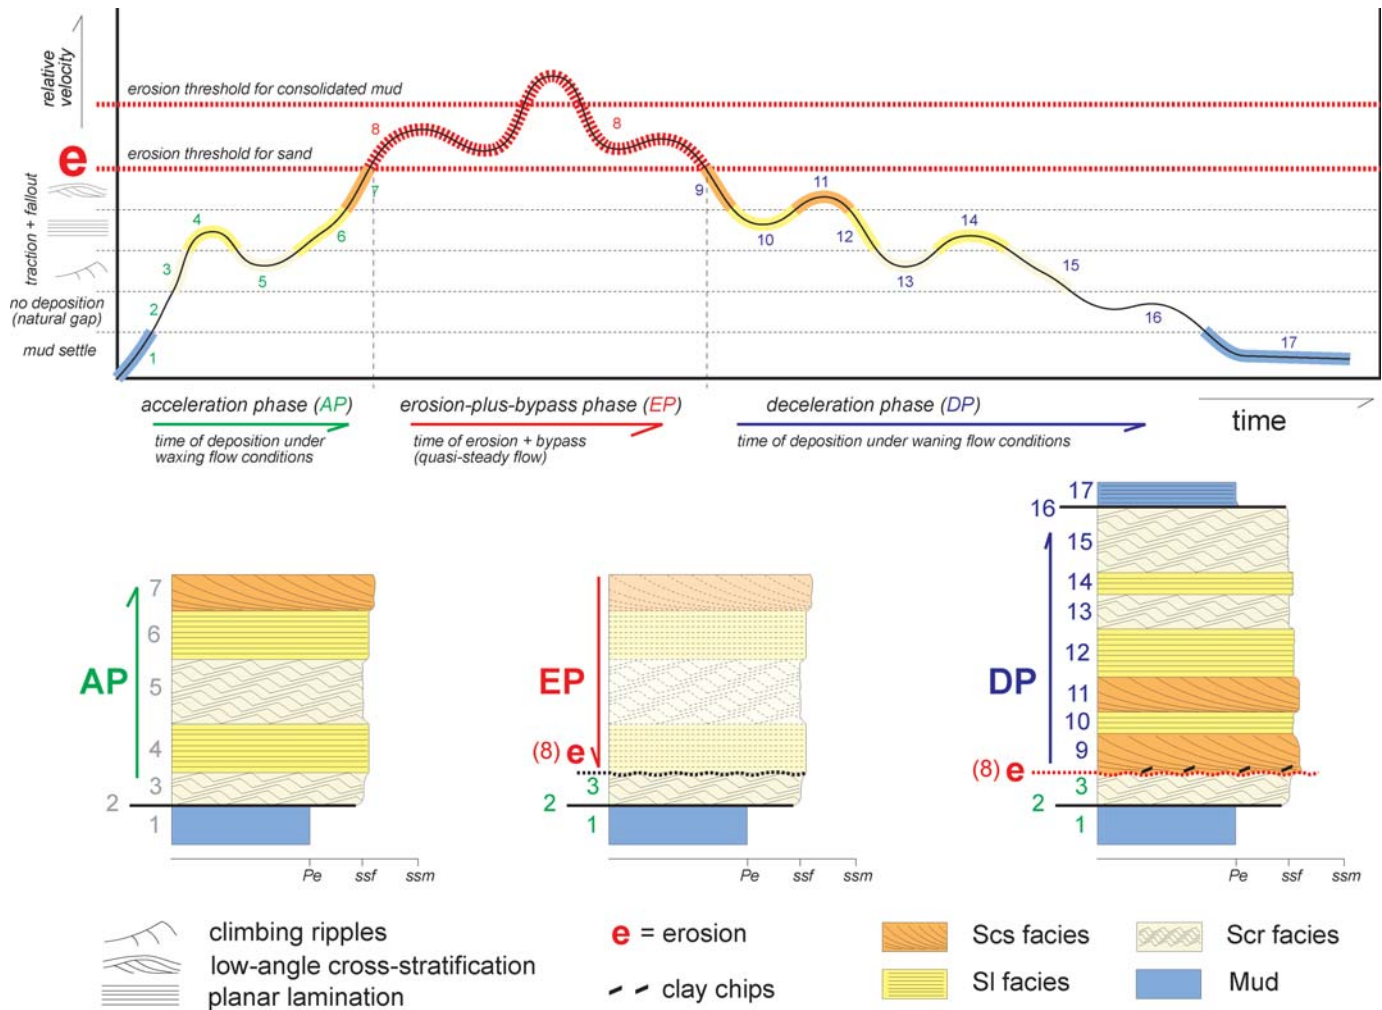 relative
velocity
erosion threshold for consolidated mud
8
8
e
erosion threshold for sand
traction + fallout
7
9
11
4
6
10
12
14
3
5
13
15
no deposition
(natural gap)
2
16
mud settle
1
17
acceleration phase (AP)
erosion-plus-bypass phase (EP)
deceleration phase (DP)
time
time of deposition under
waxing flow conditions
time of erosion + bypass
(quasi-steady flow)
time of deposition under waning flow conditions
AP
7
6
5
4
3
2
1
Pe ssf ssm
EP
(8) e
3
2
1
Pe ssf ssm
DP
17
16
15
14
13
12
11
10
9
(8) e
3
2
1
Pe ssf ssm
climbing ripples
low-angle cross-stratification
planar lamination
e = erosion
clay chips
Scs facies
Sl facies
Scr facies
Mud